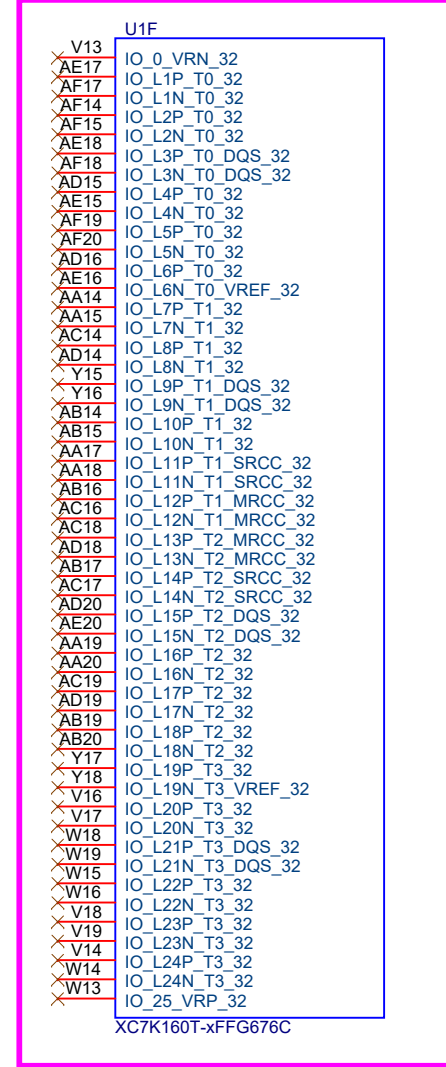 U1F
V13 IO_0_VRN_32
AE17 IO_L1P_T0_32
AF17 IO_L1N_T0_32
AF14 IO_L2P_T0_32
AF15 IO_L2N_T0_32
AE18 IO_L3P_T0_DQS_32
AF18 IO_L3N_T0_DQS_32
AD15 IO_L4P_T0_32
AE15 IO_L4N_T0_32
AF19 IO_L5P_T0_32
AF20 IO_L5N_T0_32
AD16 IO_L6P_T0_32
AE16 IO_L6N_T0_VREF_32
AA14 IO_L7P_T1_32
AA15 IO_L7N_T1_32
AC14 IO_L8P_T1_32
AD14 IO_L8N_T1_32
Y15 IO_L9P_T1_DQS_32
Y16 IO_L9N_T1_DQS_32
AB14 IO_L10P_T1_32
AB15 IO_L10N_T1_32
AA17 IO_L11P_T1_SRCC_32
AA18 IO_L11N_T1_SRCC_32
AB16 IO_L12P_T1_MRCC_32
AC16 IO_L12N_T1_MRCC_32
AC18 IO_L13P_T2_MRCC_32
AD18 IO_L13N_T2_MRCC_32
AB17 IO_L14P_T2_SRCC_32
AC17 IO_L14N_T2_SRCC_32
AD20 IO_L15P_T2_DQS_32
AE20 IO_L15N_T2_DQS_32
AA19 IO_L16P_T2_32
AA20 IO_L16N_T2_32
AC19 IO_L17P_T2_32
AD19 IO_L17N_T2_32
AB19 IO_L18P_T2_32
AB20 IO_L18N_T2_32
Y17 IO_L19P_T3_32
Y18 IO_L19N_T3_VREF_32
V16 IO_L20P_T3_32
V17 IO_L20N_T3_32
W18 IO_L21P_T3_DQS_32
W19 IO_L21N_T3_DQS_32
W15 IO_L22P_T3_32
W16 IO_L22N_T3_32
V18 IO_L23P_T3_32
V19 IO_L23N_T3_32
V14 IO_L24P_T3_32
W14 IO_L24N_T3_32
W13 IO_25_VRP_32
XC7K160T-xFFG676C